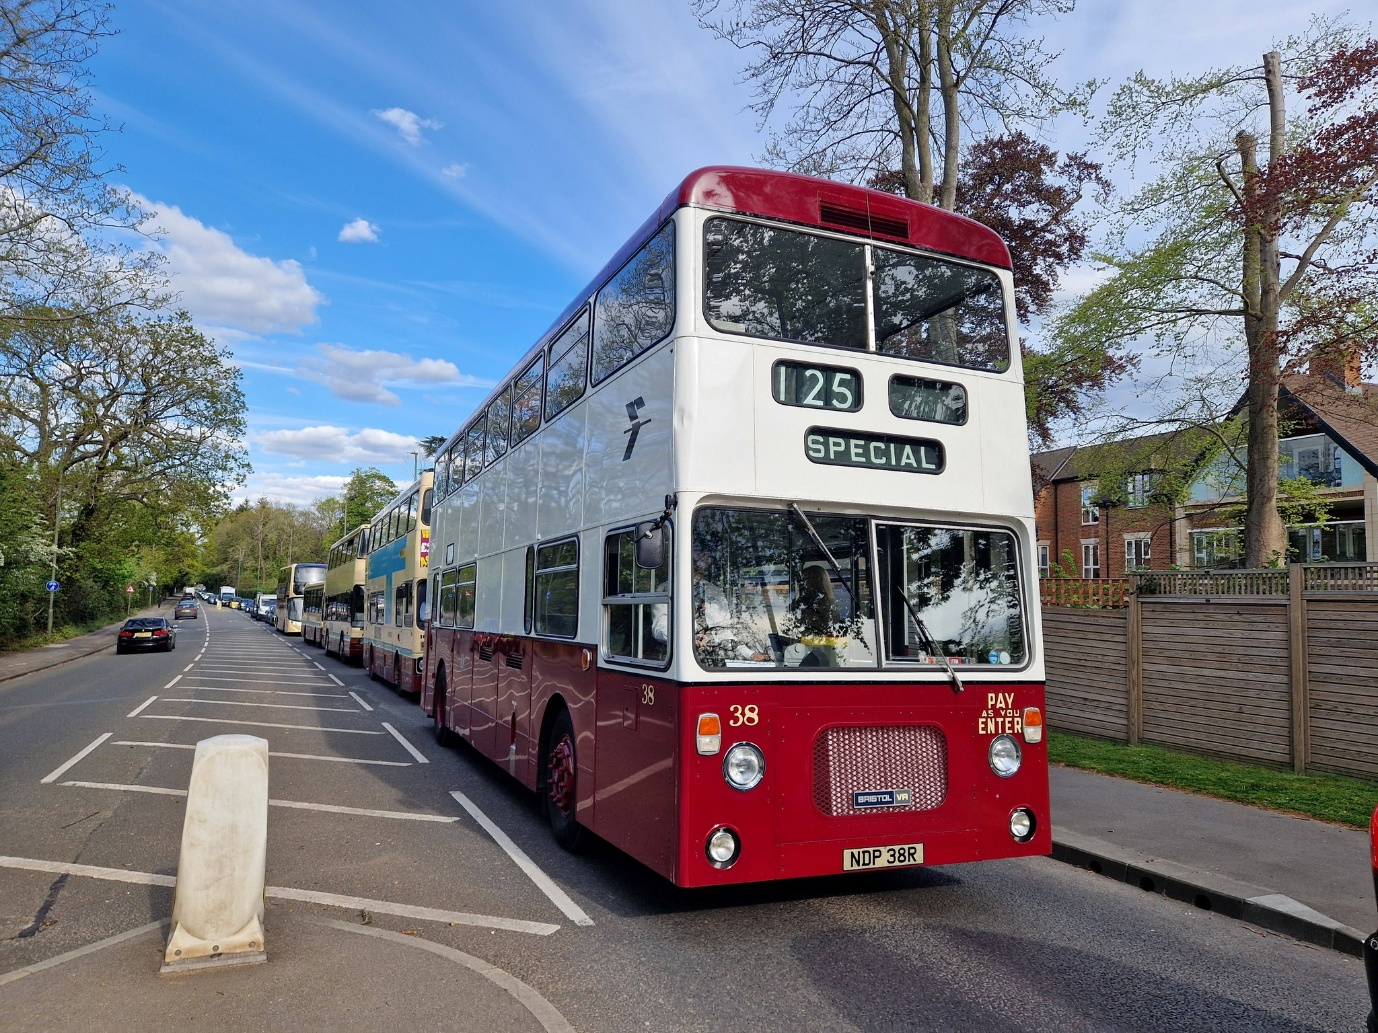 125
SPECIAL
38
38
PAY
AS YOU
ENTER
BRISTOL VR
NDP 38R